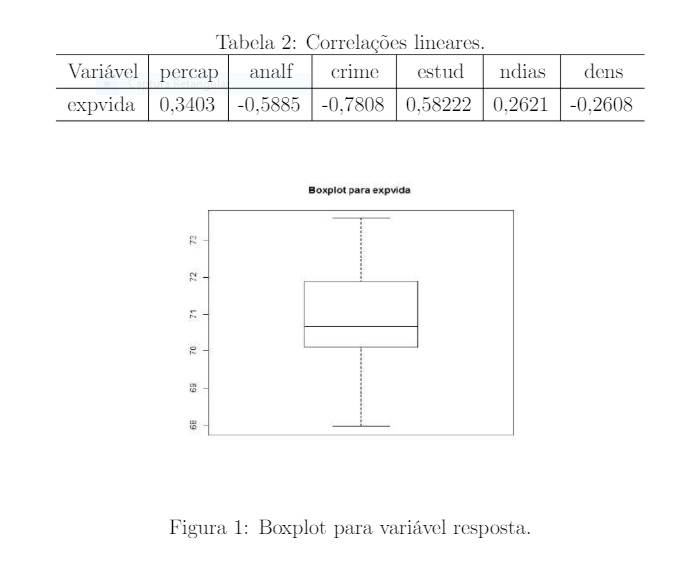 Tabela 2: Correlações lineares.
Variável percap analf crime estud ndias dens
expvida 0,3403 -0,5885 -0,7808 0,58222 0,2621 -0,2608
Boxplot para expvida
73
72
71
70
69
68
Figura 1: Boxplot para variável resposta.